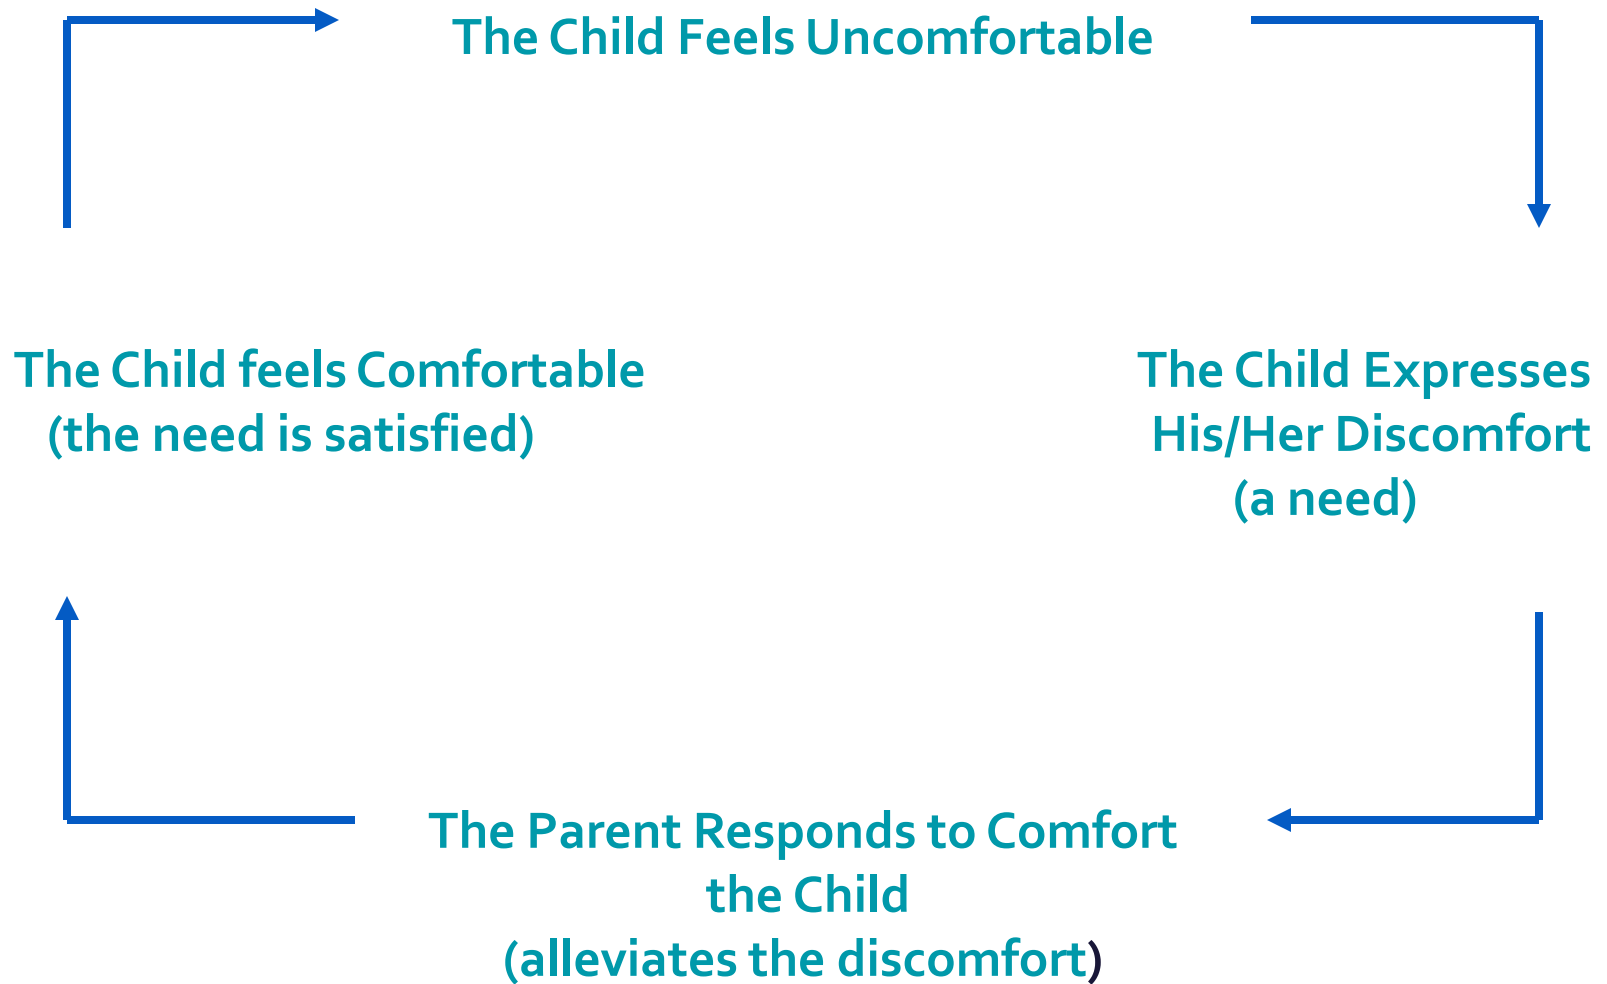 The Child Feels Uncomfortable
The Child feels Comfortable
(the need is satisfied)
The Child Expresses
His/Her Discomfort
(a need)
The Parent Responds to Comfort
the Child
(alleviates the discomfort)